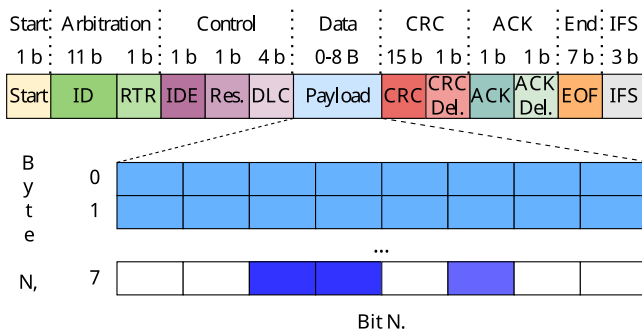 Start Arbitration Control Data CRC ACK End IFS
1 b 11 b 1 b 1 b 1 b 4 b 0-8 B 15 b 1 b 1 b 1 b 7 b 3 b
Start ID RTR IDE Res. DLC Payload CRC CRC Del. ACK ACK Del. EOF IFS
Byte N,
0
1
...
7
Bit N.